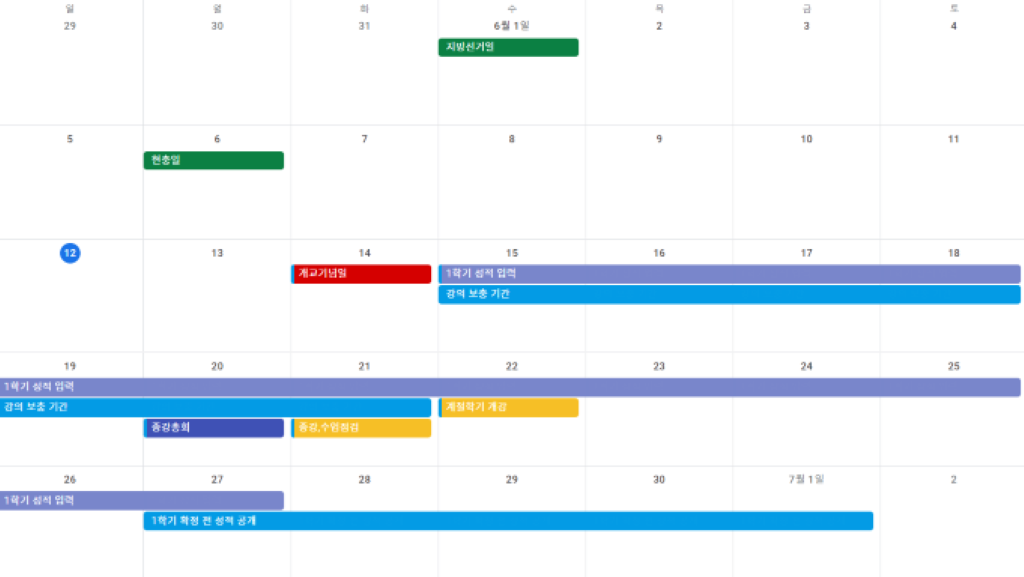 일 월 화 수 목 금 토
29 30 31 6월 1일 2 3 4
지방선거일
5 6 7 8 9 10 11
현충일
12 13 14 15 16 17 18
개교기념일 1학기 성적 입력
강의 보충 기간
19 20 21 22 23 24 25
1학기 성적 입력
강의 보충 기간 계절학기 개강
종강총회 종강,수업점검
26 27 28 29 30 7월 1일 2
1학기 성적 입력
1학기 확정 전 성적 공개